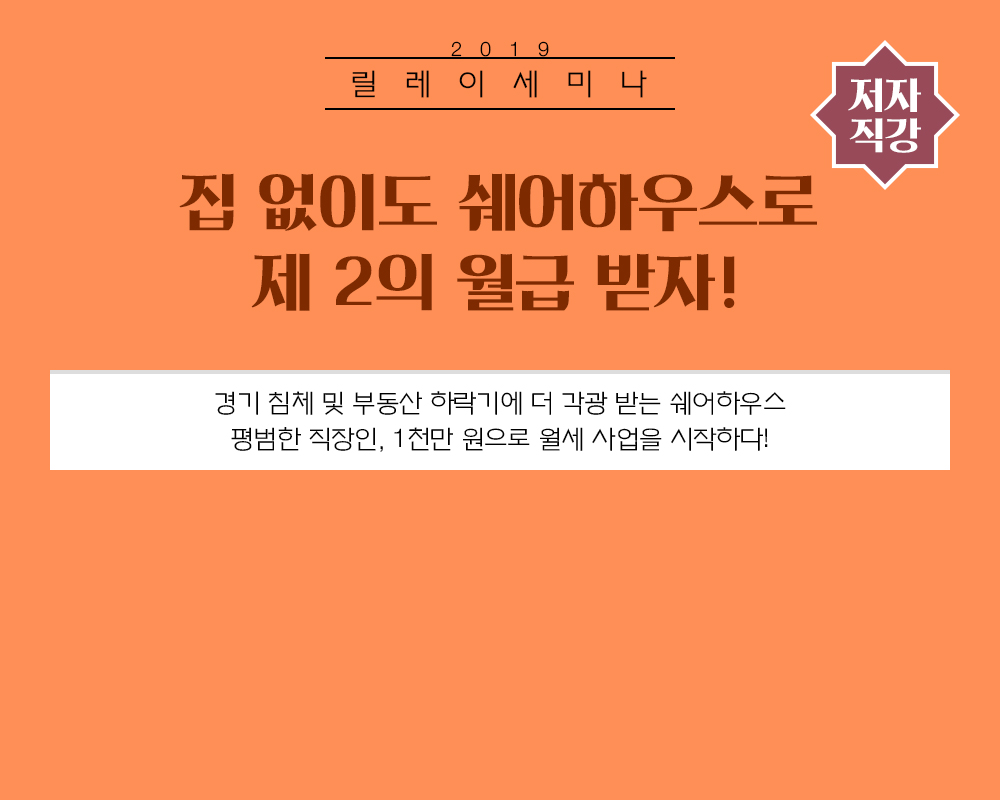 2019
릴레이세미나
저자
직강
집 없이도 쉐어하우스로
제 2의 월급 받자!
경기 침체 및 부동산 하락기에 더 각광 받는 쉐어하우스
평범한 직장인, 1천만 원으로 월세 사업을 시작하다!